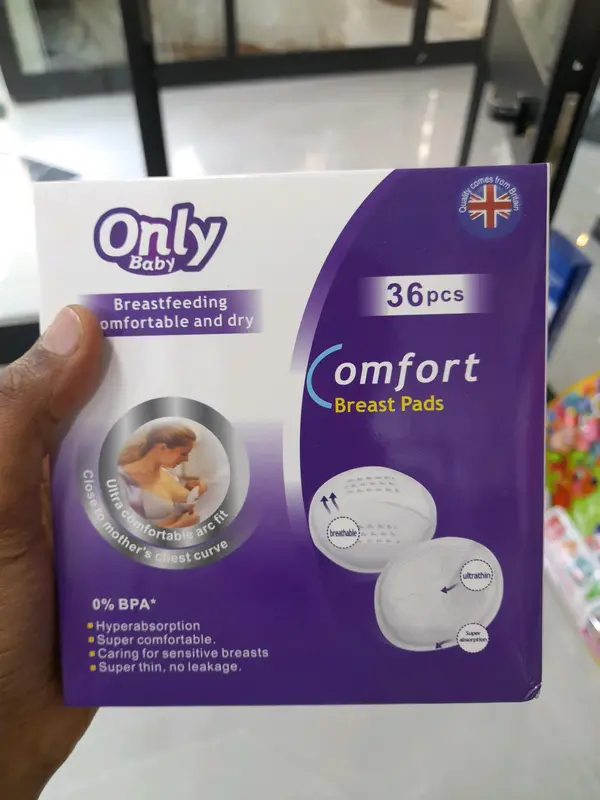 Only
Baby
Breastfeeding
omfortable and dry
Quality comes from Britain
36pcs
Comfort
Breast Pads
Ultra comfortable arc fit
Close to mother's chest curve
breathable
ultrathin
Super
absorption
0% BPA*
Hyperabsorption
Super comfortable.
Caring for sensitive breasts
Super thin, no leakage.